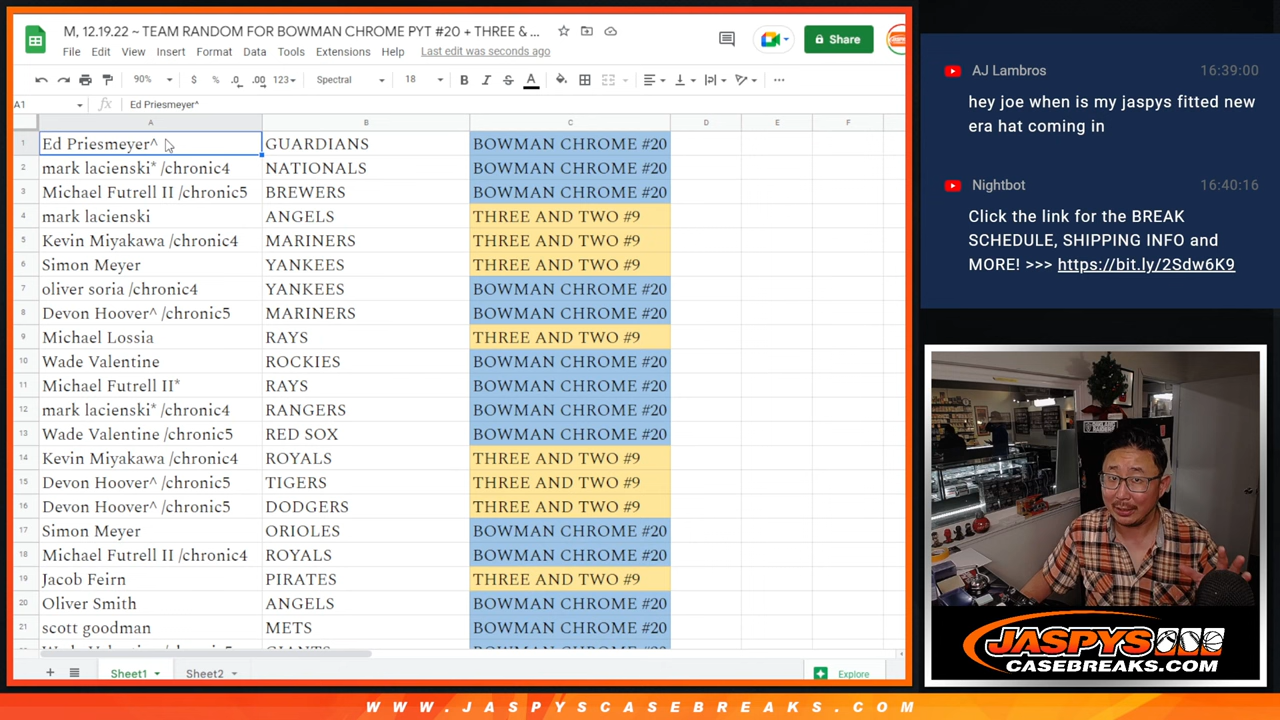 M, 12.19.22 ~ TEAM RANDOM FOR BOWMAN CHROME PYT #20 + THREE & ...
File Edit View Insert Format Data Tools Extensions Help Last edit was seconds ago
Share
90% $ % .0 .00 123 Spectral 18 B I S A
A1 fx Ed Priesmeyer^
A B C D E F
1 Ed Priesmeyer^ GUARDIANS BOWMAN CHROME #20
2 mark lacienski* /chronic4 NATIONALS BOWMAN CHROME #20
3 Michael Futrell II /chronic5 BREWERS BOWMAN CHROME #20
4 mark lacienski ANGELS THREE AND TWO #9
5 Kevin Miyakawa /chronic4 MARINERS THREE AND TWO #9
6 Simon Meyer YANKEES THREE AND TWO #9
7 oliver soria /chronic4 YANKEES BOWMAN CHROME #20
8 Devon Hoover^ /chronic5 MARINERS BOWMAN CHROME #20
9 Michael Lossia RAYS THREE AND TWO #9
10 Wade Valentine ROCKIES BOWMAN CHROME #20
11 Michael Futrell II* RAYS BOWMAN CHROME #20
12 mark lacienski* /chronic4 RANGERS BOWMAN CHROME #20
13 Wade Valentine /chronic5 RED SOX BOWMAN CHROME #20
14 Kevin Miyakawa /chronic4 ROYALS THREE AND TWO #9
15 Devon Hoover^ /chronic5 TIGERS THREE AND TWO #9
16 Devon Hoover^ /chronic5 DODGERS THREE AND TWO #9
17 Simon Meyer ORIOLES BOWMAN CHROME #20
18 Michael Futrell II /chronic4 ROYALS BOWMAN CHROME #20
19 Jacob Feirn PIRATES THREE AND TWO #9
20 Oliver Smith ANGELS BOWMAN CHROME #20
21 scott goodman METS BOWMAN CHROME #20
Sheet1 Sheet2 Explore
AJ Lambros 16:39:00
hey joe when is my jaspys fitted new
era hat coming in
Nightbot 16:40:16
Click the link for the BREAK
SCHEDULE, SHIPPING INFO and
MORE! >>> https://bit.ly/2Sdw6K9
JASPYS
CASEBREAKS.COM
WWW.JASPYSCASEBREAKS.COM